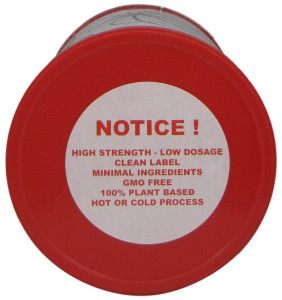 NOTICE !
HIGH STRENGTH - LOW DOSAGE
CLEAN LABEL
MINIMAL INGREDIENTS
GMO FREE
100% PLANT BASED
HOT OR COLD PROCESS